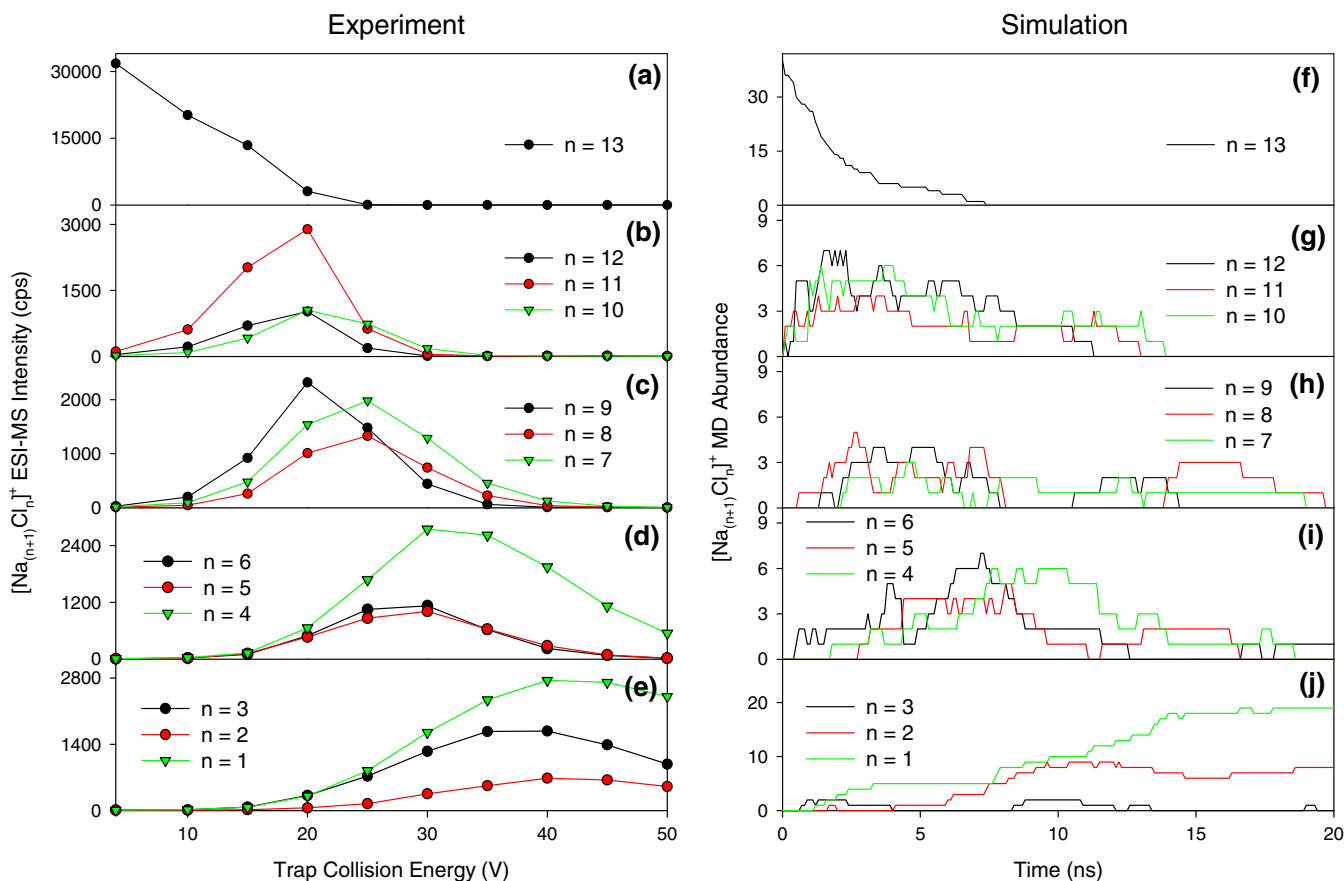 Experiment
Simulation
[Na(n+1)Cln]+ ESI-MS Intensity (cps)
30000
15000
0
(a)
n = 13
3000
1500
0
(b)
n = 12
n = 11
n = 10
2000
1000
0
(c)
n = 9
n = 8
n = 7
2400
1200
0
(d)
n = 6
n = 5
n = 4
2800
1400
0
(e)
n = 3
n = 2
n = 1
10 20 30 40 50
Trap Collision Energy (V)
[Na(n+1)Cln]+ MD Abundance
30
15
0
(f)
n = 13
9
6
3
0
(g)
n = 12
n = 11
n = 10
9
6
3
0
(h)
n = 9
n = 8
n = 7
9
6
3
0
(i)
n = 6
n = 5
n = 4
20
10
0
(j)
n = 3
n = 2
n = 1
0 5 10 15 20
Time (ns)